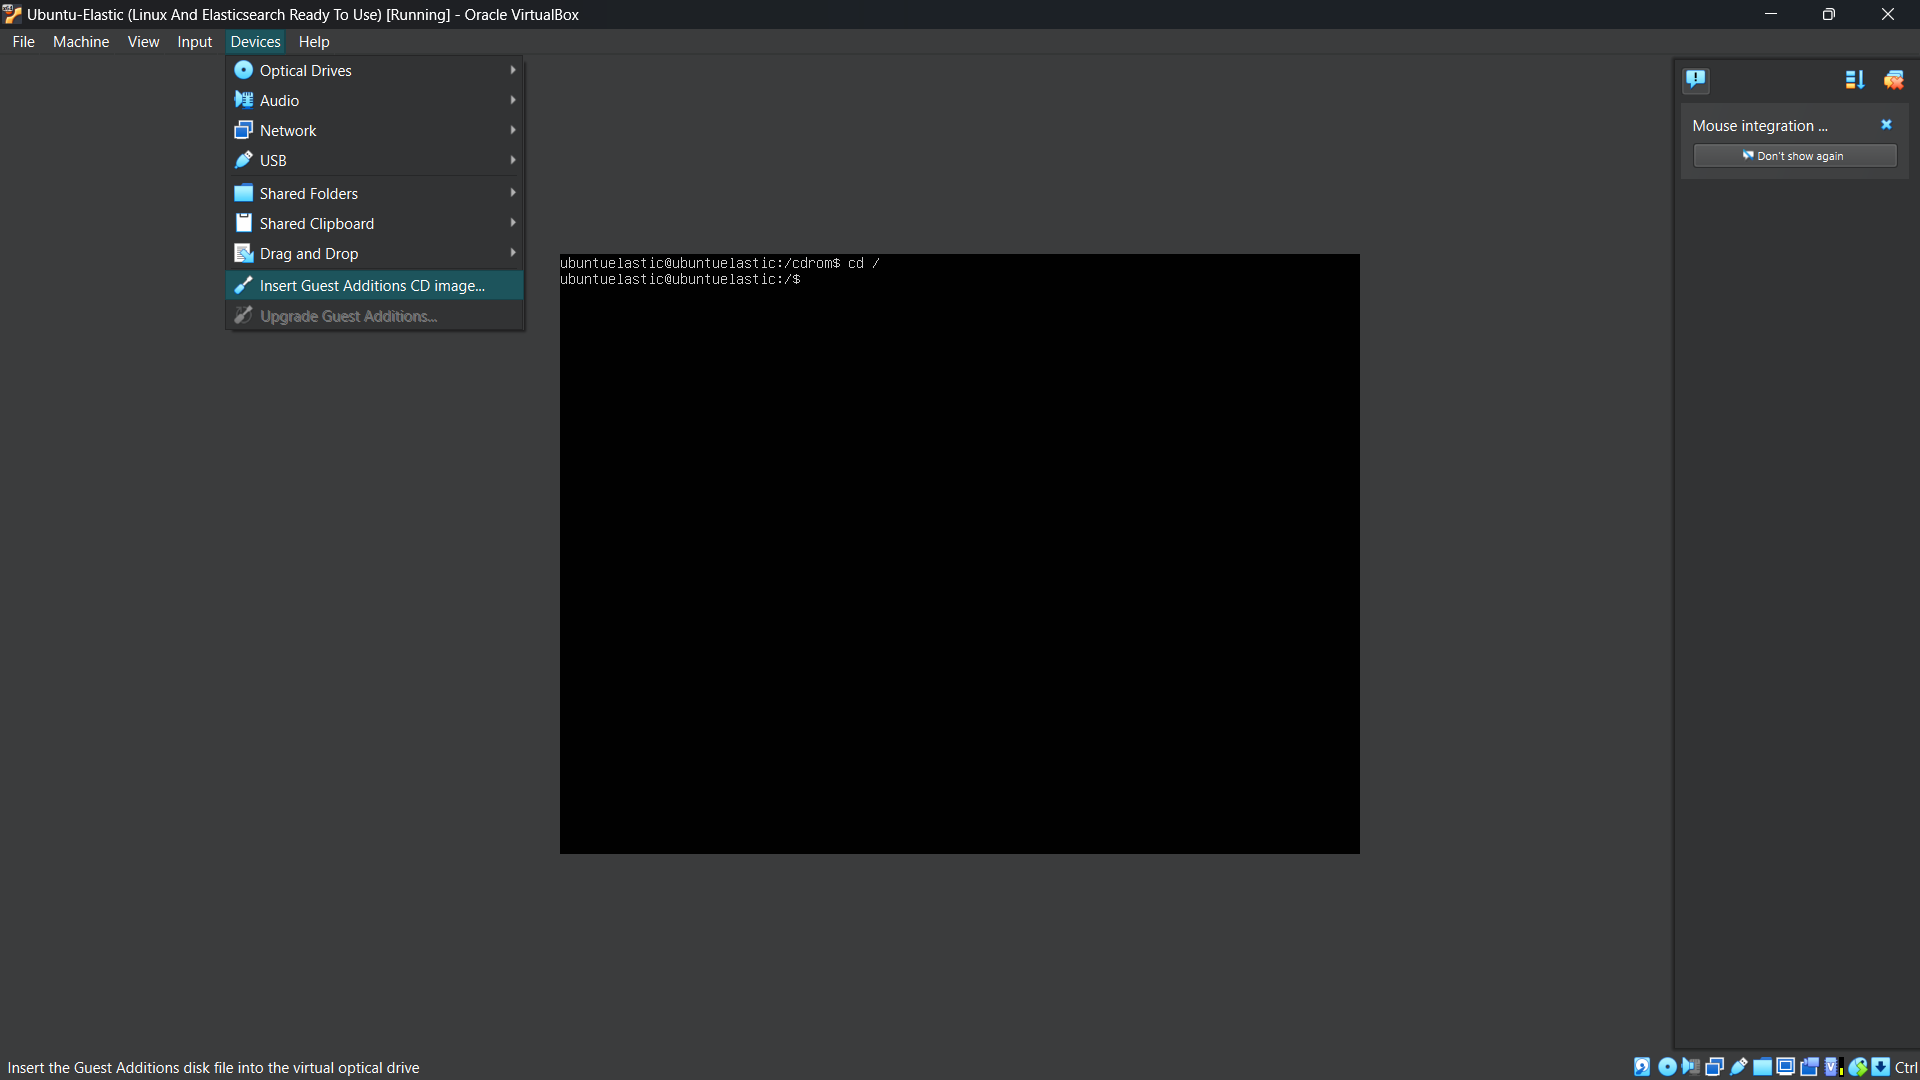 Ubuntu-Elastic (Linux And Elasticsearch Ready To Use) [Running] - Oracle VirtualBox
File Machine View Input Devices Help
Optical Drives
Audio
Network
USB
Shared Folders
Shared Clipboard
Drag and Drop
Insert Guest Additions CD image...
Upgrade Guest Additions...
ubuntuelastic@ubuntuelastic:/cdrom$ cd /
ubuntuelastic@ubuntuelastic:/$
Mouse integration ...
Don't show again
Insert the Guest Additions disk file into the virtual optical drive
Ctrl